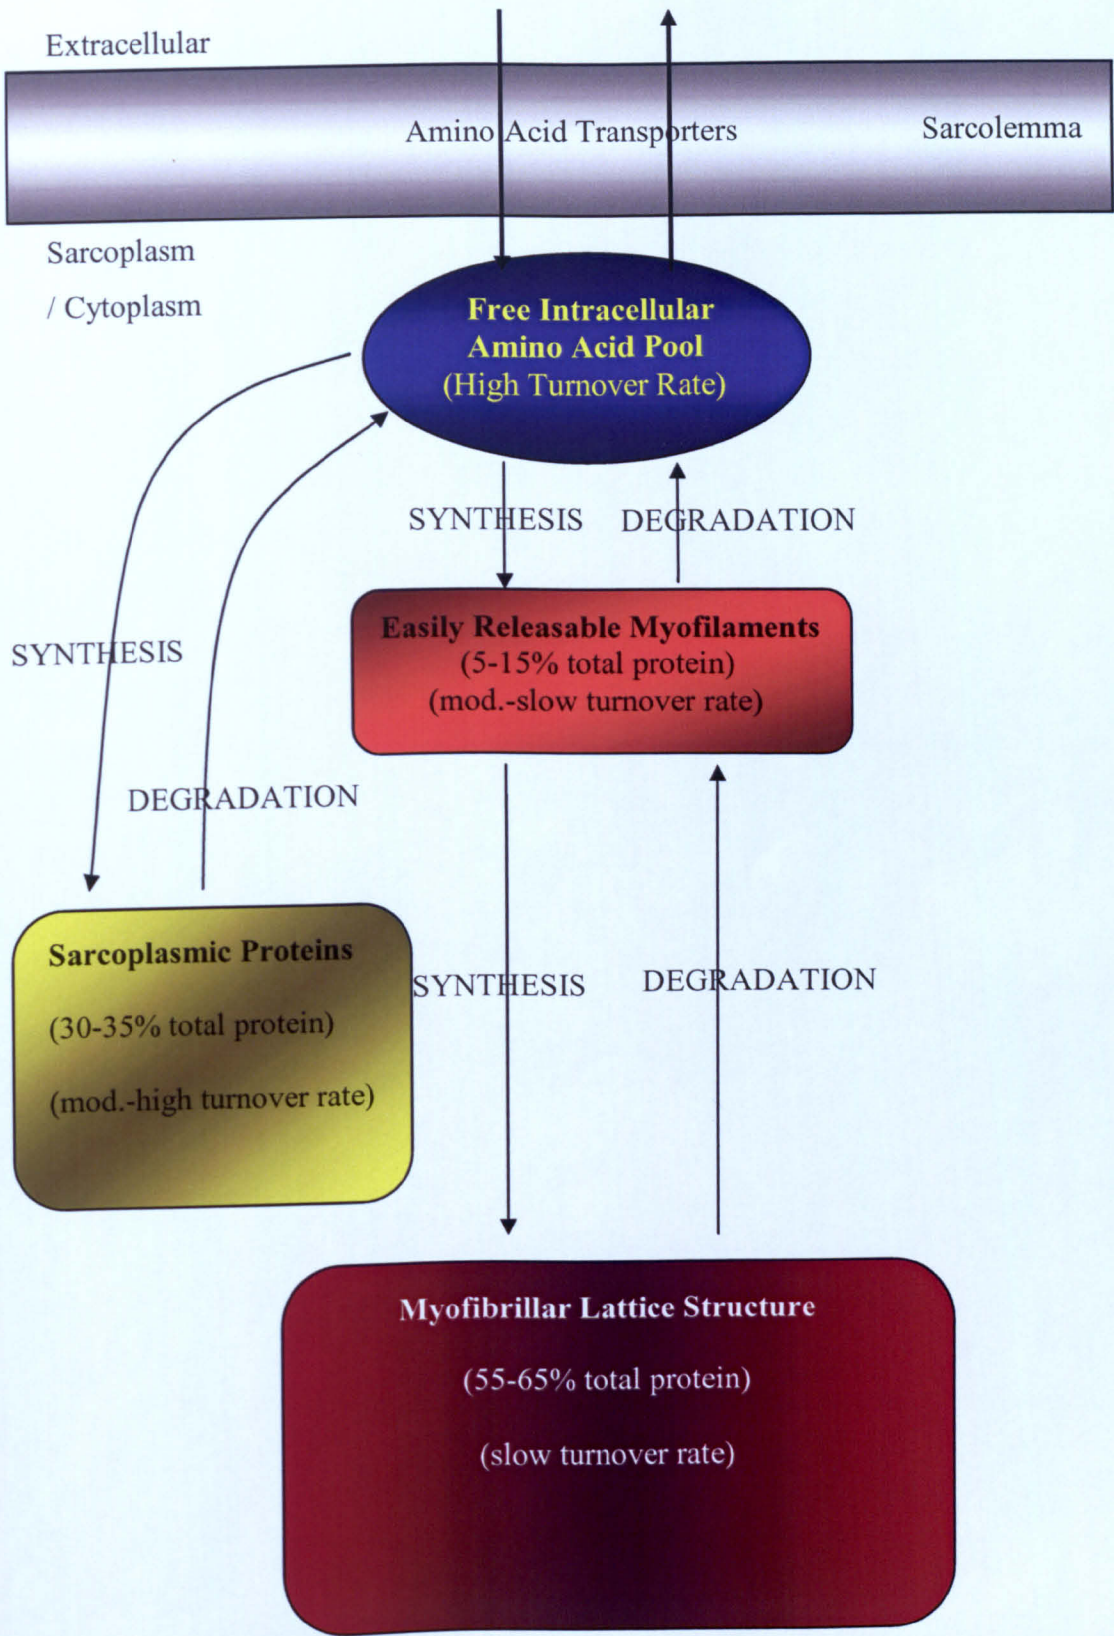 Extracellular
Amino Acid Transporters
Sarcolemma
Sarcoplasm
/ Cytoplasm
Free Intracellular
Amino Acid Pool
(High Turnover Rate)
SYNTHESIS
DEGRADATION
Easily Releasable Myofilaments
(5-15% total protein)
(mod.-slow turnover rate)
SYNTHESIS
DEGRADATION
Sarcoplasmic Proteins
(30-35% total protein)
(mod.-high turnover rate)
SYNTHESIS
DEGRADATION
Myofibrillar Lattice Structure
(55-65% total protein)
(slow turnover rate)